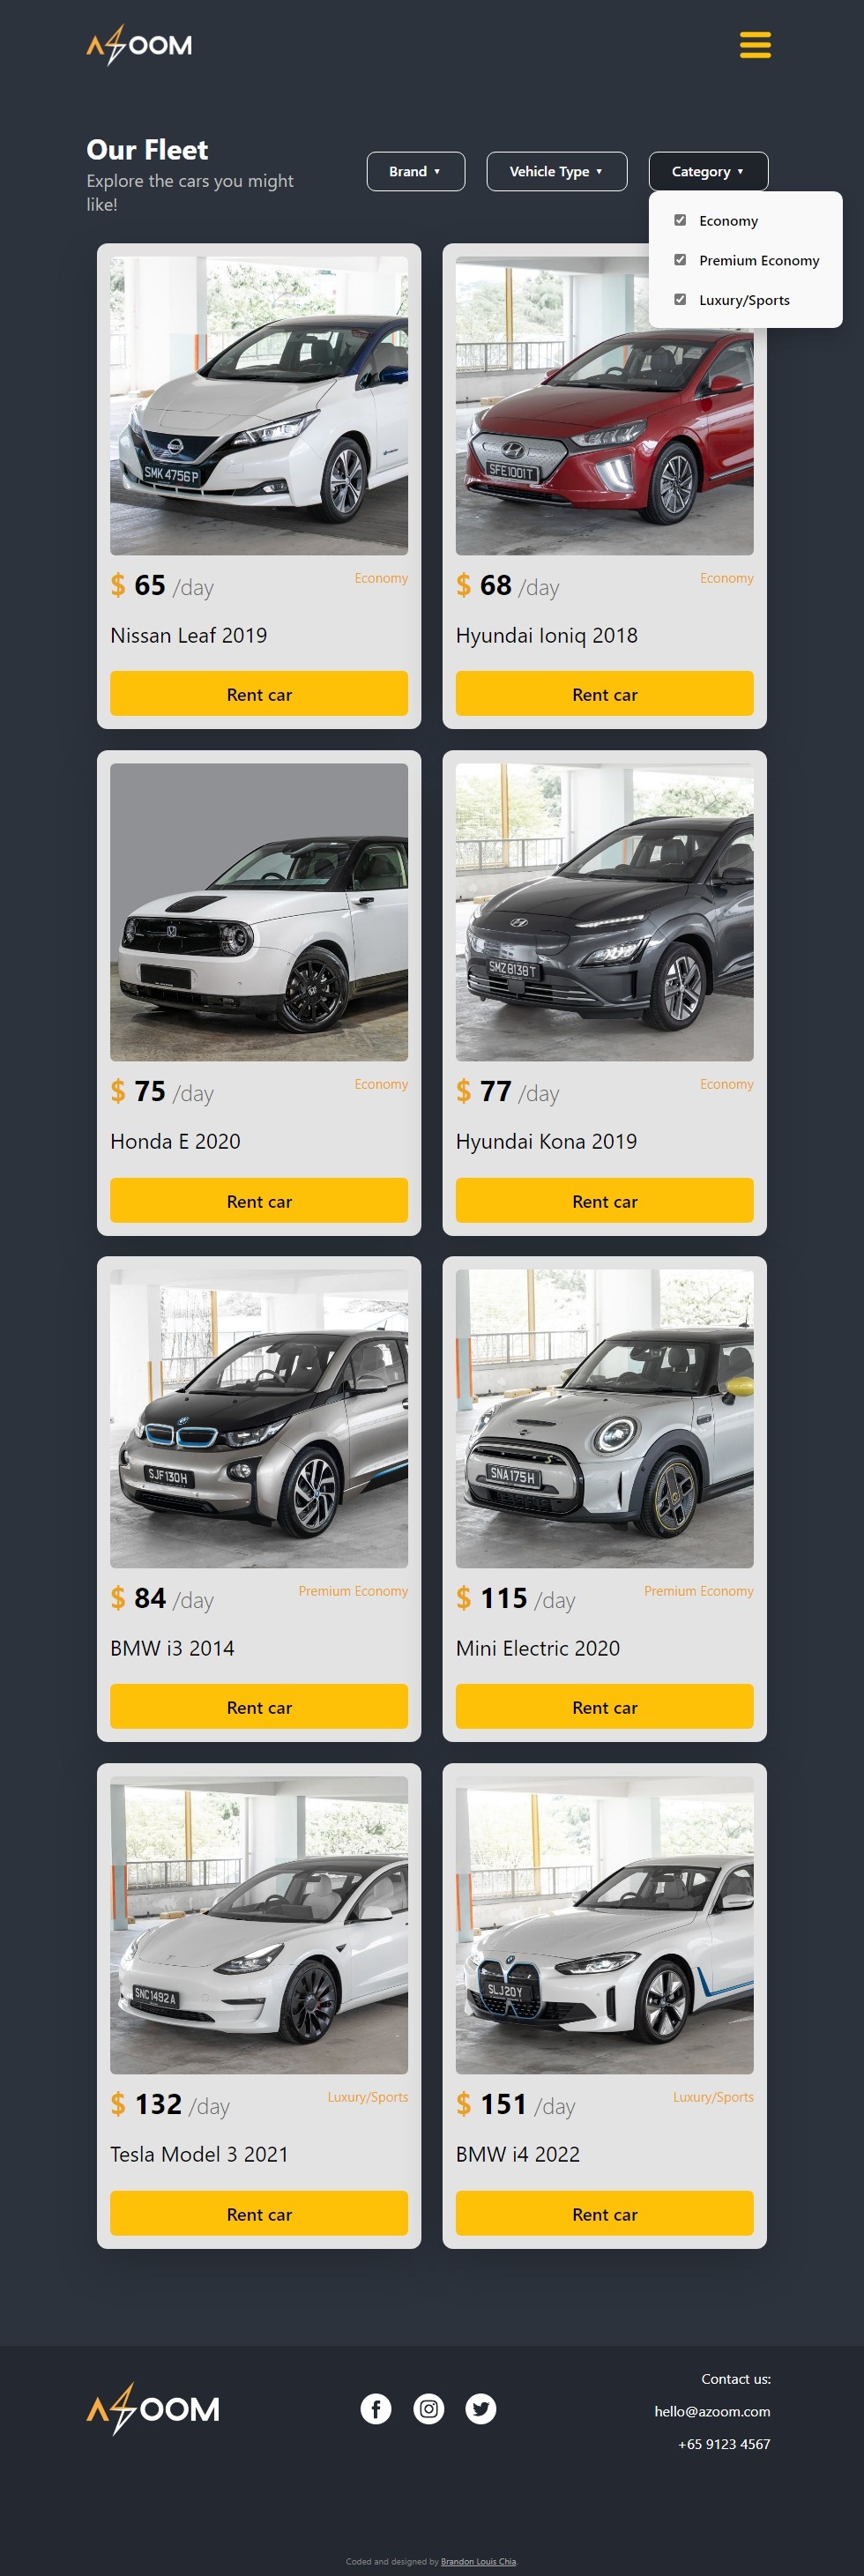 AZOOM
Our Fleet
Explore the cars you might
like!
Brand ▼
Vehicle Type ▼
Category ▼
Economy
Premium Economy
Luxury/Sports
SMK 4756P
SFE1001T
$ 65 /day
Economy
Nissan Leaf 2019
Rent car
$ 68 /day
Economy
Hyundai Ioniq 2018
Rent car
SMZ8138T
$ 75 /day
Economy
Honda E 2020
Rent car
$ 77 /day
Economy
Hyundai Kona 2019
Rent car
SJF130H
SNA175H
$ 84 /day
Premium Economy
BMW i3 2014
Rent car
$ 115 /day
Premium Economy
Mini Electric 2020
Rent car
SNC1492A
SLJ20Y
$ 132 /day
Luxury/Sports
Tesla Model 3 2021
Rent car
$ 151 /day
Luxury/Sports
BMW i4 2022
Rent car
AZOOM
Contact us:
hello@azoom.com
+65 9123 4567
Coded and designed by Brandon Louis Chia.